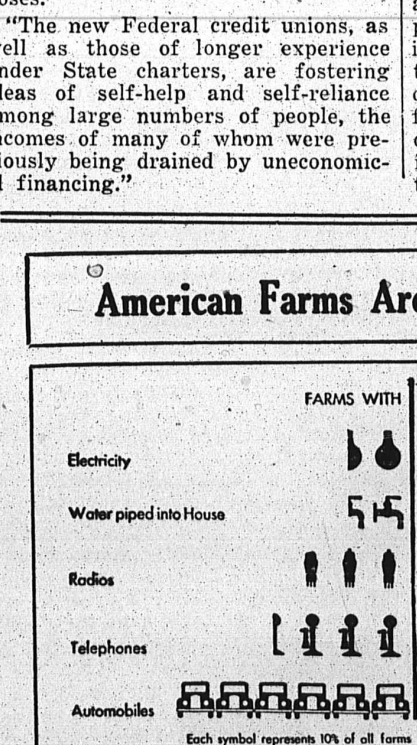 oses.
"The new Federal credit unions, as
ell as those of longer experience
nder State charters, are fostering
deas of self-help and self-reliance
mong large numbers of people, the
ncomes of many of whom were pre-
iously being drained by uneconomic-
l financing."
American Farms Are
FARMS WITH
Electricity
Water piped into House
Radios
Telephones
Automobiles
Each symbol represents 10% of all farms